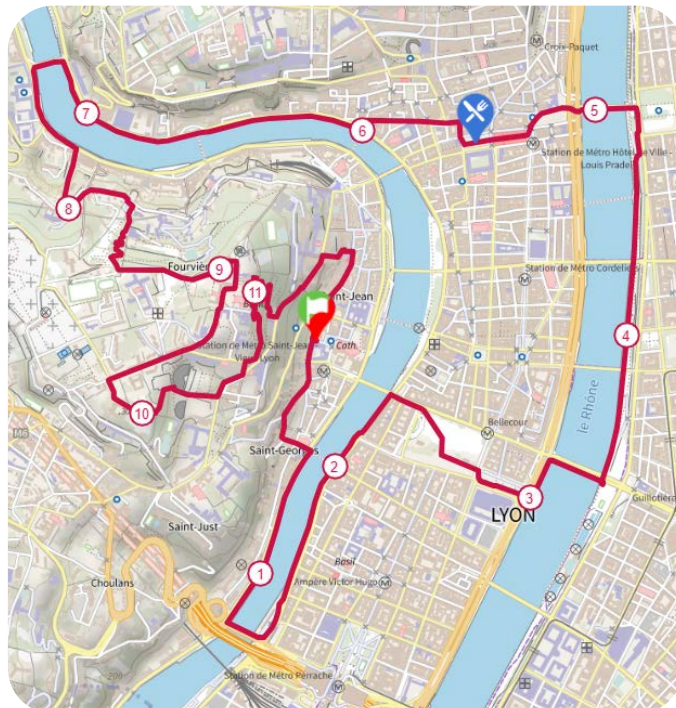 Croix-Paquet
7
5
6
Station de Métro Hôtel de Ville -
Louis Pradel
8
Fourvière
9
Station de Métro Cordeliers
11
nt-Jean
4
Station de Métro Saint-Jean
Vieux Lyon
Cath.
le Rhône
M6
10
Bellecour
Saint-Georges
2
3
Guillotière
LYON
Saint-Just
1
Basil
Ampère Victor Hugo
Choulans
Station de Métro Perrache